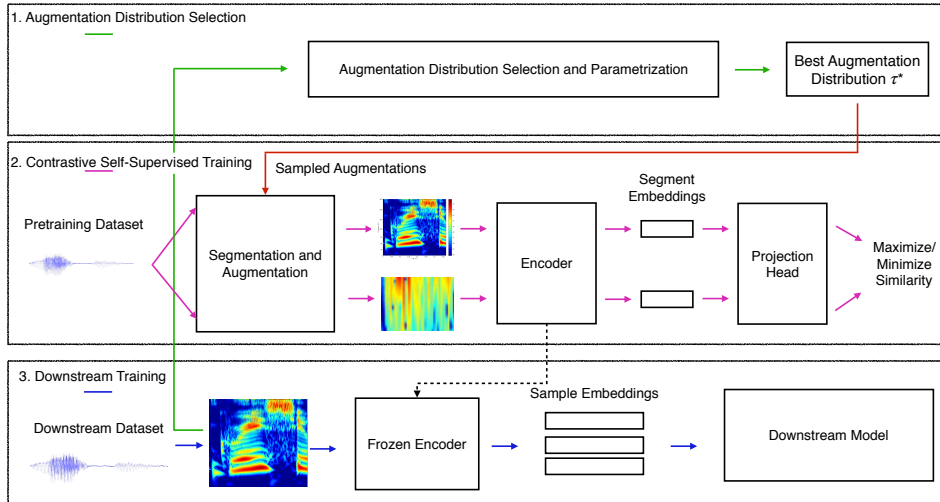 1. Augmentation Distribution Selection
Augmentation Distribution Selection and Parametrization
Best Augmentation
Distribution τ*
2. Contrastive Self-Supervised Training
Sampled Augmentations
Segment
Embeddings
Pretraining Dataset
Segmentation and
Augmentation
Encoder
Projection
Head
Maximize/
Minimize
Similarity
3. Downstream Training
Sample Embeddings
Downstream Dataset
Frozen Encoder
Downstream Model